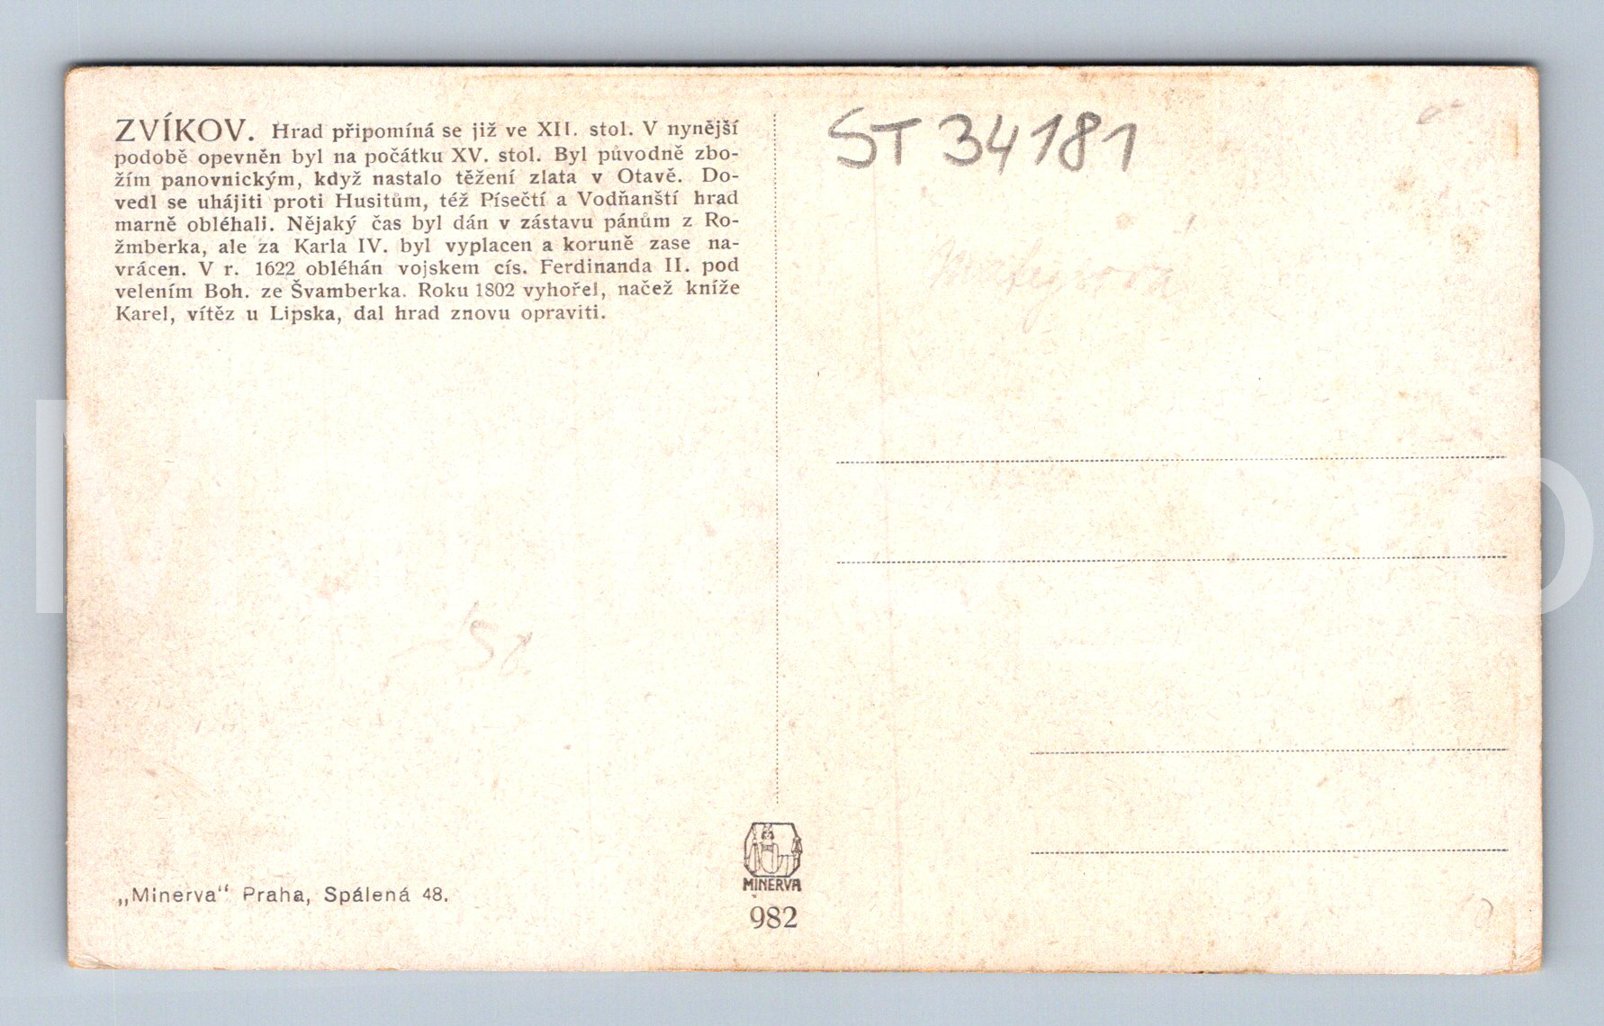 ZVÍKOV. Hrad připomíná se již ve XII. stol. V nynější
podobě opevněn byl na počátku XV. stol. Byl původně zbo-
žím panovnickým, když nastalo těžení zlata v Otavě. Do-
vedl se uhájiti proti Husitům, též Písečtí a Vodňanští hrad
marně obléhali. Nějaký čas byl dán v zástavu pánům z Ro-
žmberka, ale za Karla IV. byl vyplacen a koruně zase na-
vrácen. V r. 1622 obléhán vojskem cís. Ferdinanda II. pod
velením Boh. ze Švamberka. Roku 1802 vyhořel, načež kníže
Karel, vítěz u Lipska, dal hrad znovu opraviti.
ST 34181
„Minerva“ Praha, Spálená 48.
MINERVA
982